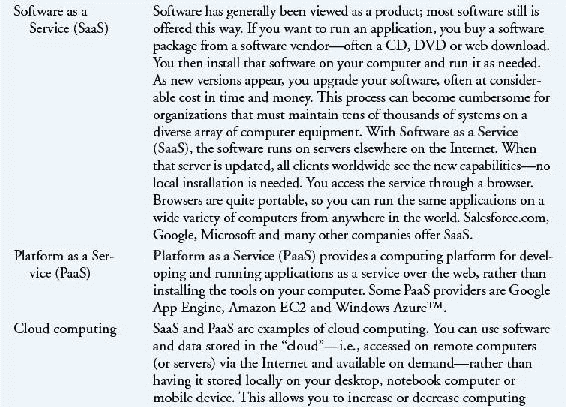 Software as a
Service (SaaS)
Software has generally been viewed as a product; most software still is
offered this way. If you want to run an application, you buy a software
package from a software vendor—often a CD, DVD or web download.
You then install that software on your computer and run it as needed.
As new versions appear, you upgrade your software, often at consider-
able cost in time and money. This process can become cumbersome for
organizations that must maintain tens of thousands of systems on a
diverse array of computer equipment. With Software as a Service
(SaaS), the software runs on servers elsewhere on the Internet. When
that server is updated, all clients worldwide see the new capabilities—no
local installation is needed. You access the service through a browser.
Browsers are quite portable, so you can run the same applications on a
wide variety of computers from anywhere in the world. Salesforce.com,
Google, Microsoft and many other companies offer SaaS.
Platform as a Ser-
vice (PaaS)
Platform as a Service (PaaS) provides a computing platform for devel-
oping and running applications as a service over the web, rather than
installing the tools on your computer. Some PaaS providers are Google
App Engine, Amazon EC2 and Windows Azure™.
Cloud computing
SaaS and PaaS are examples of cloud computing. You can use software
and data stored in the “cloud”—i.e., accessed on remote computers
(or servers) via the Internet and available on demand—rather than
having it stored locally on your desktop, notebook computer or
mobile device. This allows you to increase or decrease computing